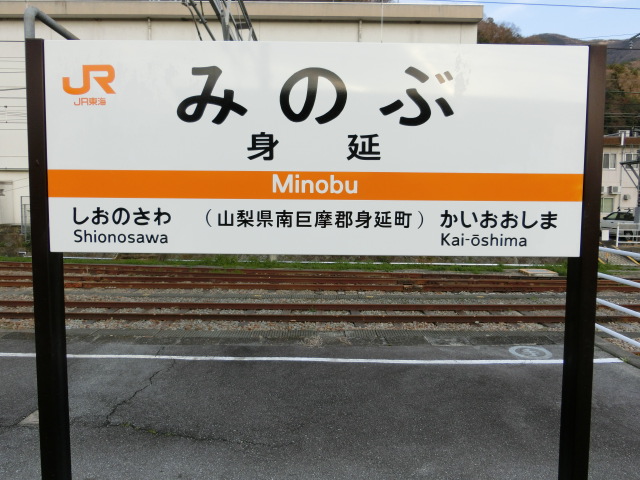 JR
JR東海
みのぶ
身延
Minobu
しおのさわ
Shionosawa
(山梨県南巨摩郡身延町)
かいおおしま
Kai-ōshima